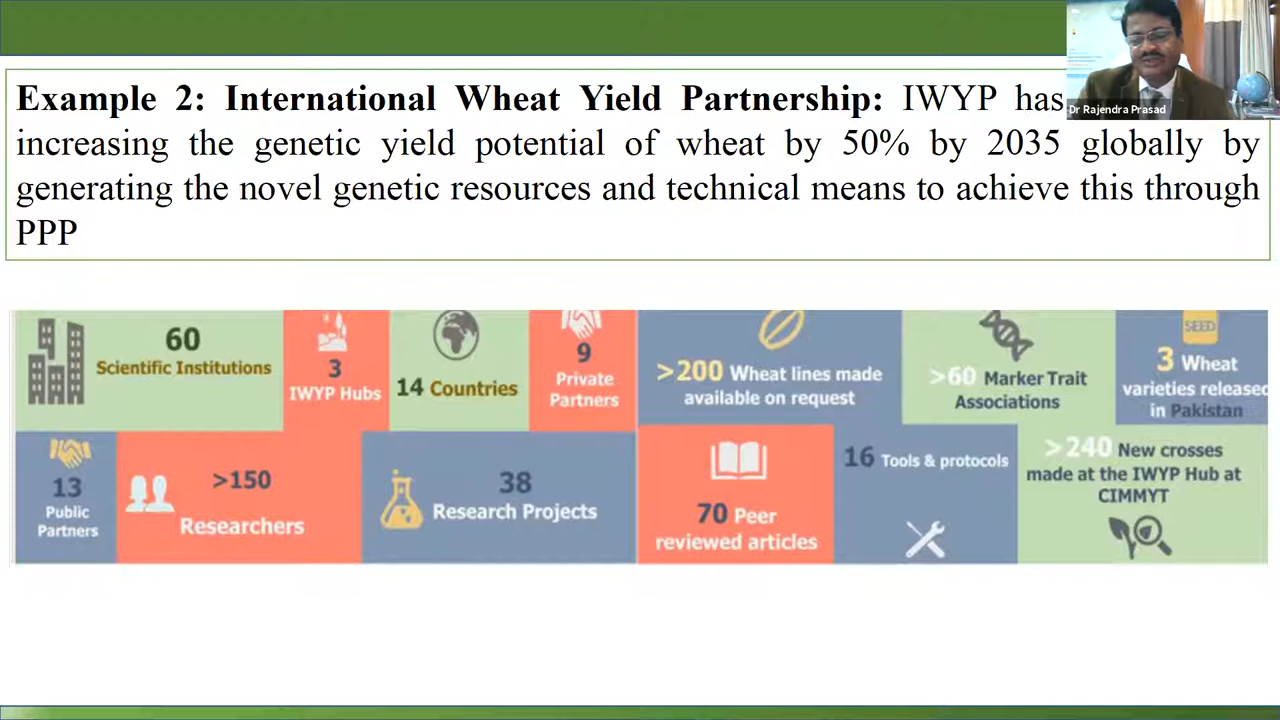 Example 2: International Wheat Yield Partnership: IWYP has
increasing the genetic yield potential of wheat by 50% by 2035 globally by
generating the novel genetic resources and technical means to achieve this through
PPP
Dr Rajendra Prasad
60
Scientific Institutions
3
IWYP Hubs
14 Countries
9
Private
Partners
>200 Wheat lines made
available on request
>60 Marker Trait
Associations
SEED
3 Wheat
varieties released
in Pakistan
13
Public
Partners
>150
Researchers
38
Research Projects
70 Peer
reviewed articles
16 Tools & protocols
>240 New crosses
made at the IWYP Hub at
CIMMYT